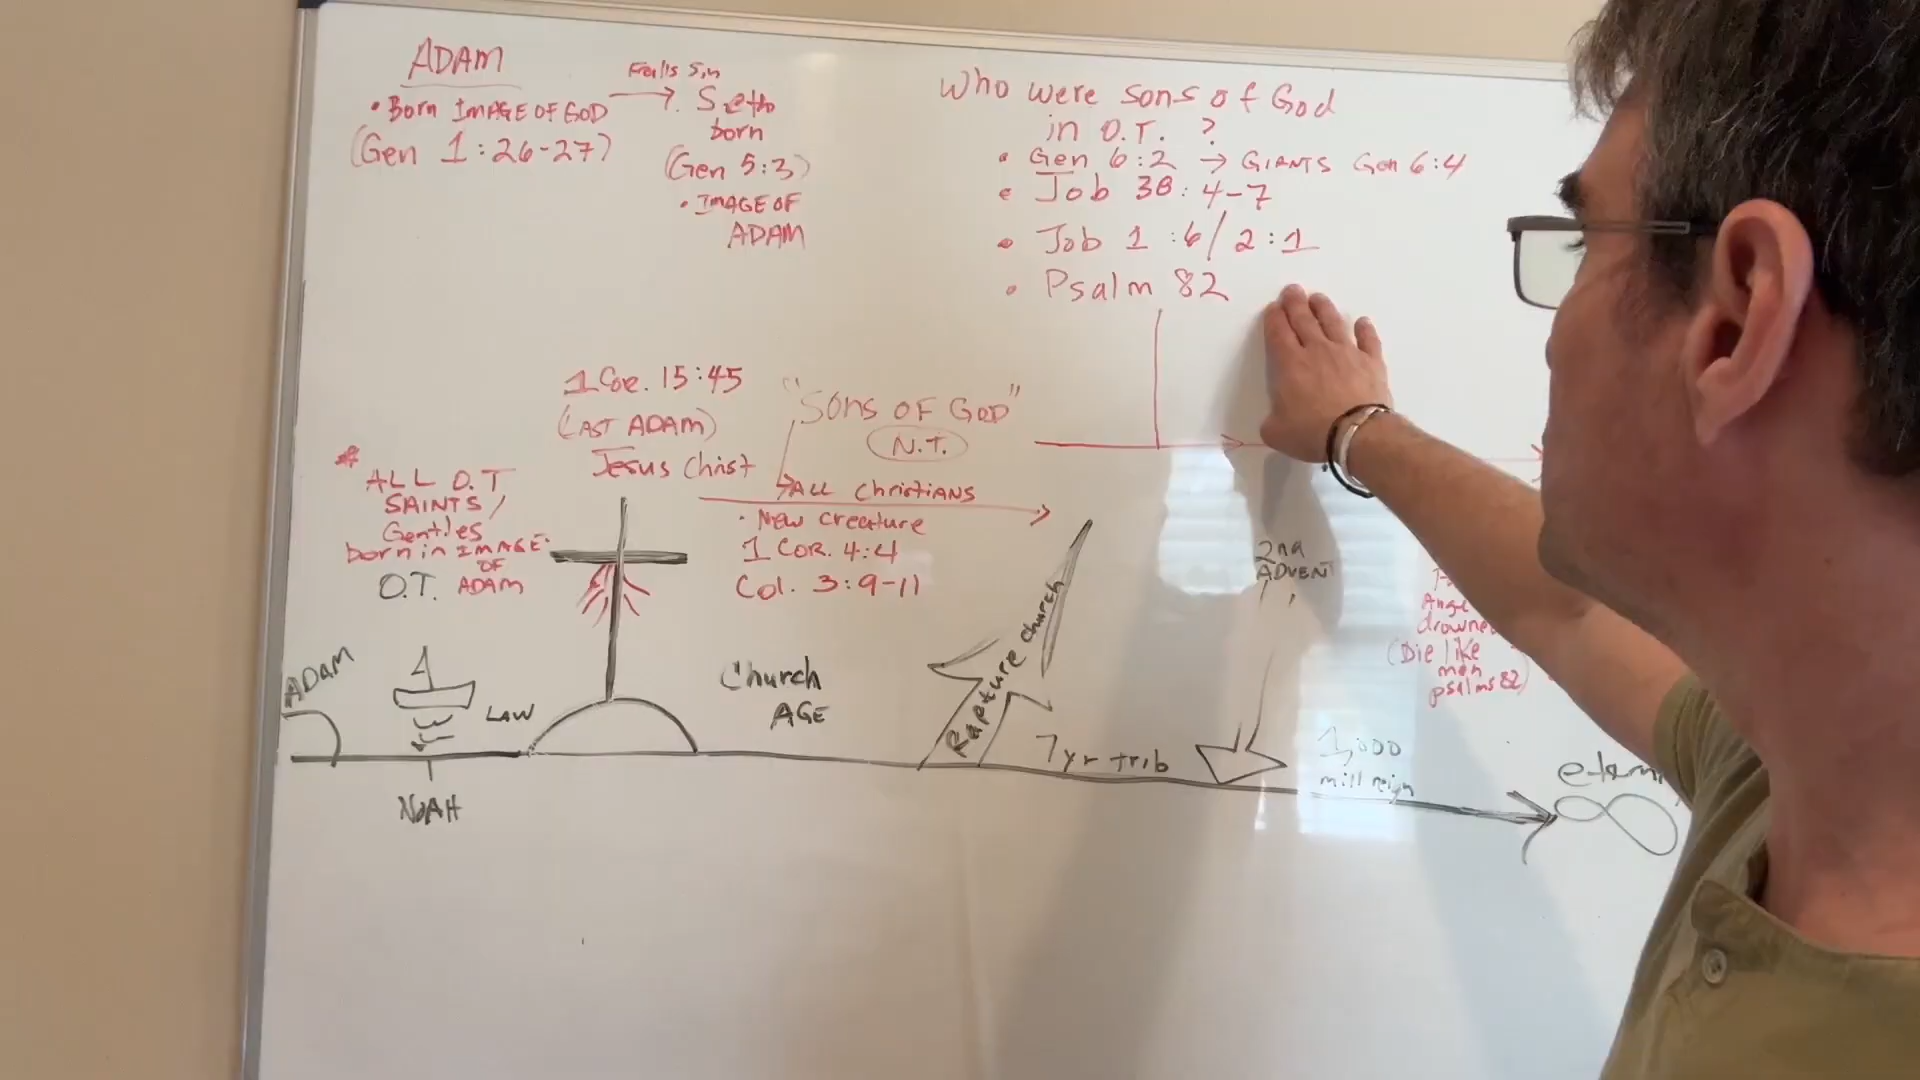 ADAM
• Born IMAGE OF GOD
(Gen 1:26-27)
Falls Sin
Seth
born
(Gen 5:3)
• IMAGE OF
ADAM
Who were sons of God
in O.T. ?
• Gen 6:2 → GIANTS Gen 6:4
• Job 38:4-7
• Job 1:6/2:1
• Psalm 82
1 Cor. 15:45
(LAST ADAM)
Jesus Christ
"Sons OF GOD"
N.T.
ALL Christians
• New creature
1 COR. 4:4
Col. 3:9-11
* ALL O.T
SAINTS/
Gentiles
born in IMAGE
OF
ADAM
O.T.
ADAM
LAW
NOAH
Church
AGE
Rapture church
7 yr trib
2nd
ADVENT
drowned
(Die like
men
psalms 82)
1,000
mill reign